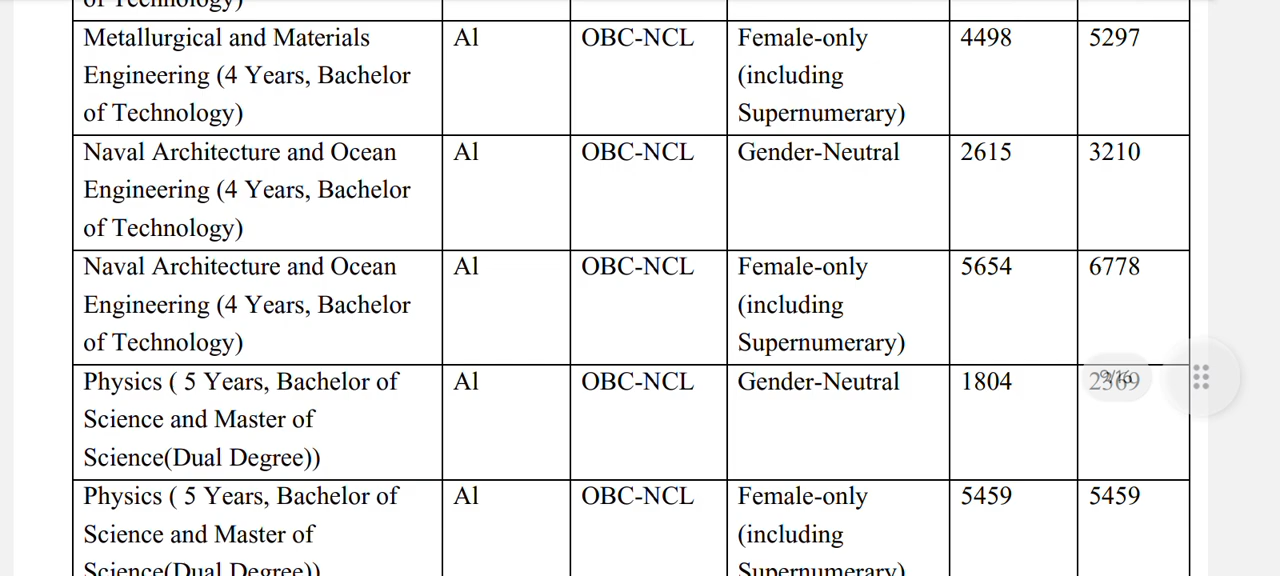 of Technology)
Metallurgical and Materials Engineering (4 Years, Bachelor of Technology) Al OBC-NCL Female-only (including Supernumerary) 4498 5297
Naval Architecture and Ocean Engineering (4 Years, Bachelor of Technology) Al OBC-NCL Gender-Neutral 2615 3210
Naval Architecture and Ocean Engineering (4 Years, Bachelor of Technology) Al OBC-NCL Female-only (including Supernumerary) 5654 6778
Physics ( 5 Years, Bachelor of Science and Master of Science(Dual Degree)) Al OBC-NCL Gender-Neutral 1804 2369
9/16
Physics ( 5 Years, Bachelor of Science and Master of Science(Dual Degree)) Al OBC-NCL Female-only (including Supernumerary) 5459 5459